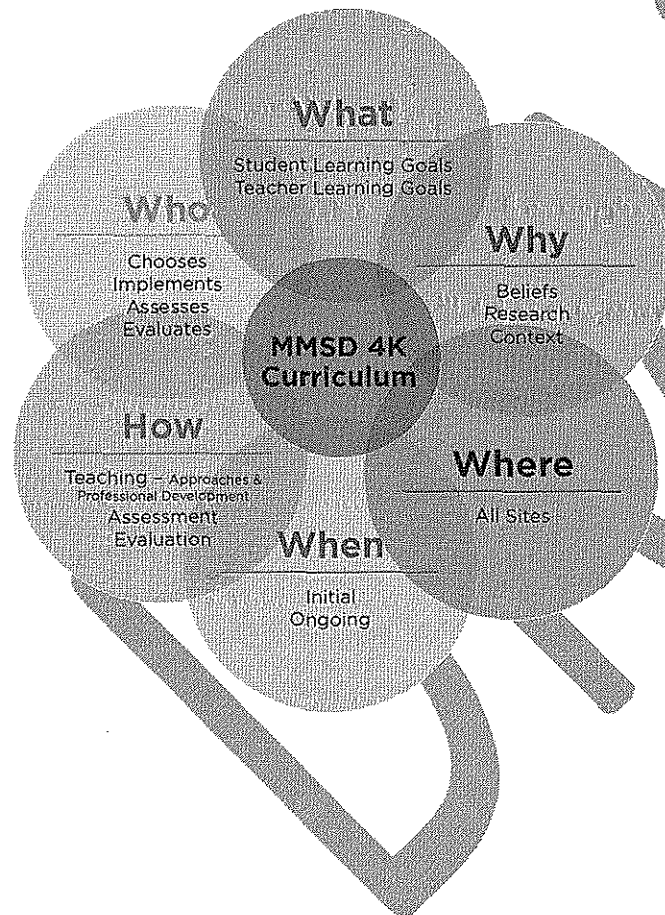 What
Student Learning Goals
Teacher Learning Goals
Who
Chooses
Implements
Assesses
Evaluates
Why
Beliefs
Research
Context
MMSD 4K
Curriculum
How
Teaching – Approaches &
Professional Development
Assessment
Evaluation
Where
All Sites
When
Initial
Ongoing